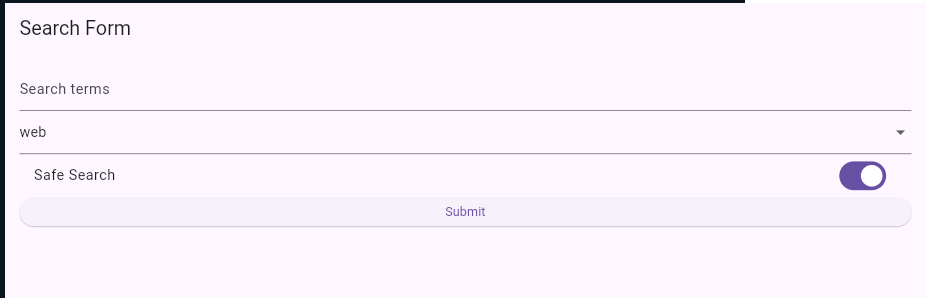 Search Form
Search terms
web
Safe Search
Submit